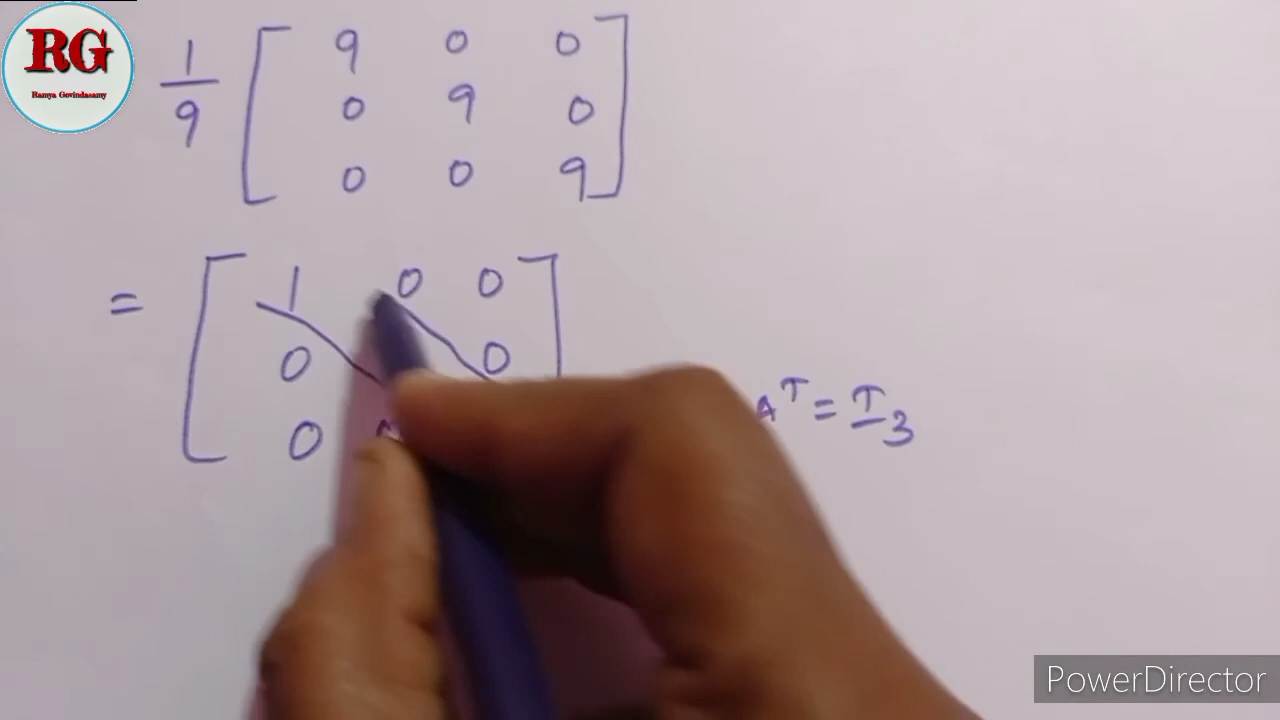 RG
Ramya Govindasamy
1/9 [ 9 0 0
0 9 0
0 0 9 ]
= [ 1 0 0
0 0
0 ]
A^T = I_3
PowerDirector